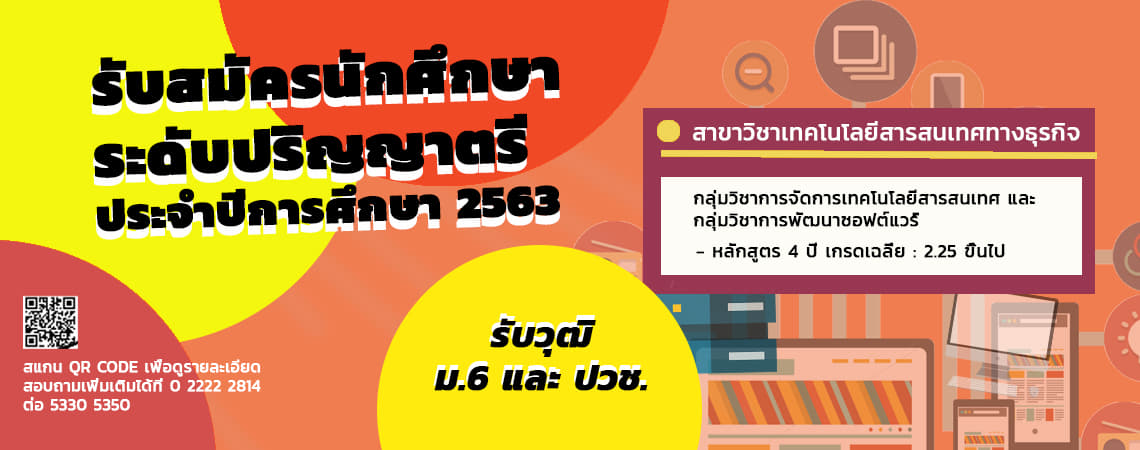 รับสมัครนักศึกษา
ระดับปริญญาตรี
ประจำปีการศึกษา 2563
สาขาวิชาเทคโนโลยีสารสนเทศทางธุรกิจ
กลุ่มวิชาการจัดการเทคโนโลยีสารสนเทศ และ
กลุ่มวิชาการพัฒนาซอฟต์แวร์
- หลักสูตร 4 ปี เกรดเฉลี่ย : 2.25 ขึ้นไป
รับวุฒิ
ม.6 และ ปวช.
สแกน QR CODE เพื่อดูรายละเอียด
สอบถามเพิ่มเติมได้ที่ 0 2222 2814
ต่อ 5330 5350